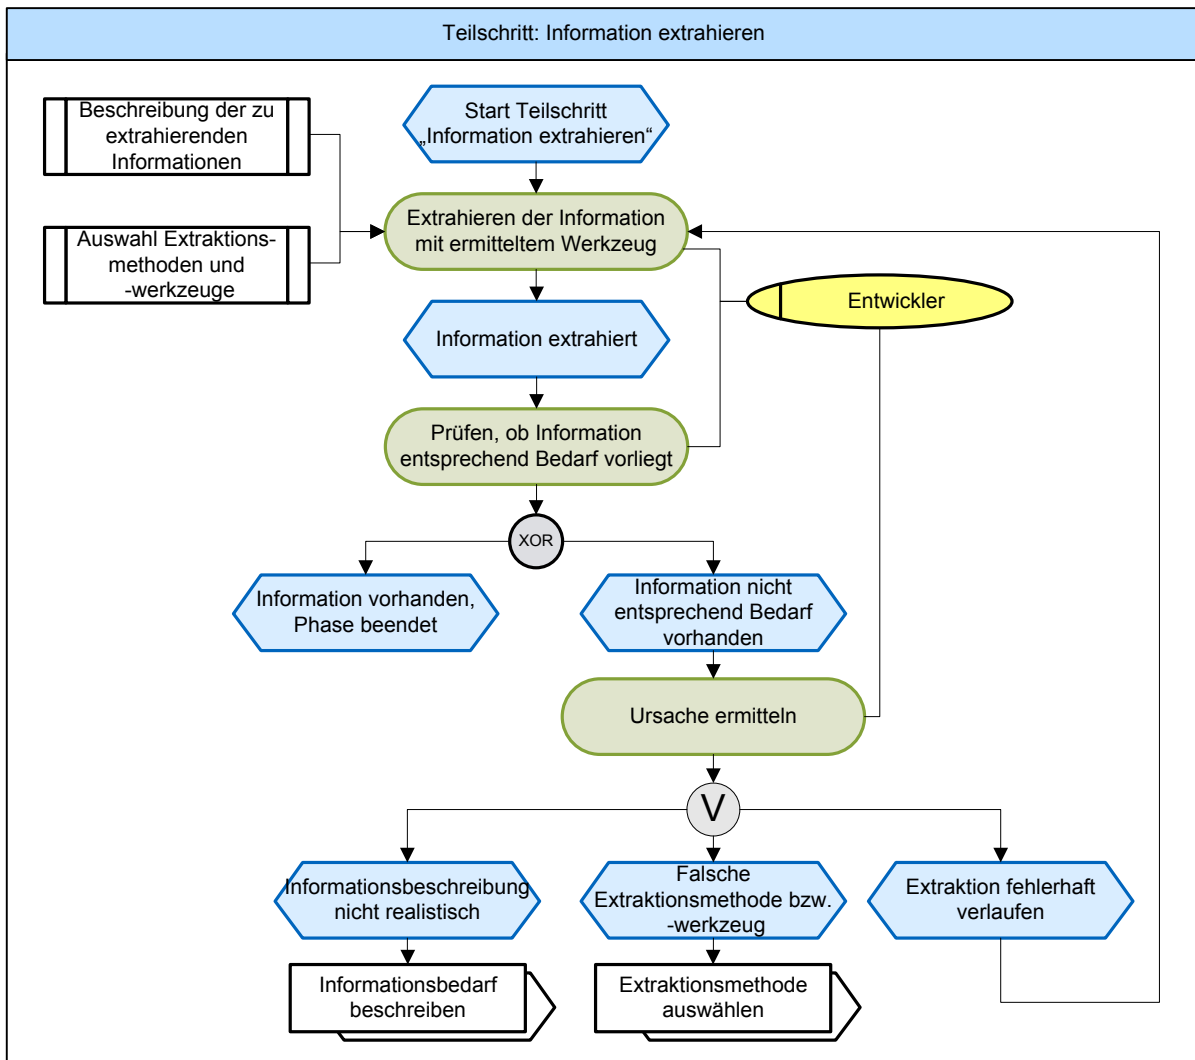 Teilschritt: Information extrahieren
Beschreibung der zu
extrahierenden
Informationen
Start Teilschritt
„Information extrahieren“
Auswahl Extraktions-
methoden und
-werkzeuge
Extrahieren der Information
mit ermitteltem Werkzeug
Entwickler
Information extrahiert
Prüfen, ob Information
entsprechend Bedarf vorliegt
XOR
Information vorhanden,
Phase beendet
Information nicht
entsprechend Bedarf
vorhanden
Ursache ermitteln
V
Informationsbeschreibung
nicht realistisch
Falsche
Extraktionsmethode bzw.
-werkzeug
Extraktion fehlerhaft
verlaufen
Informationsbedarf
beschreiben
Extraktionsmethode
auswählen